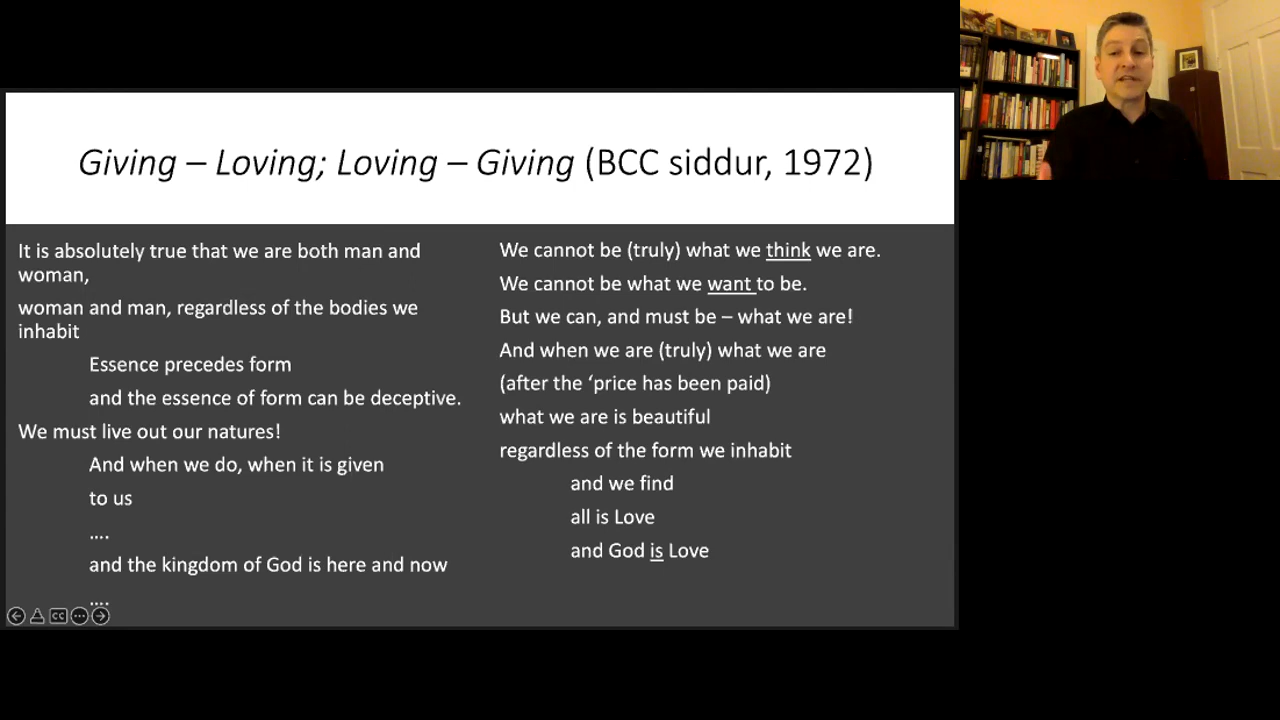 Giving – Loving; Loving – Giving (BCC siddur, 1972)
It is absolutely true that we are both man and
woman,
woman and man, regardless of the bodies we
inhabit
Essence precedes form
and the essence of form can be deceptive.
We must live out our natures!
And when we do, when it is given
to us
….
and the kingdom of God is here and now
….
We cannot be (truly) what we think we are.
We cannot be what we want to be.
But we can, and must be – what we are!
And when we are (truly) what we are
(after the ‘price has been paid)
what we are is beautiful
regardless of the form we inhabit
and we find
all is Love
and God is Love
CC